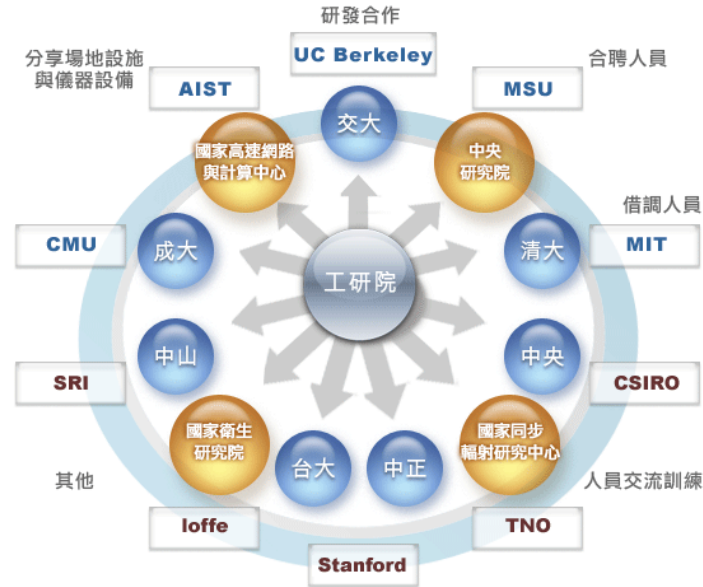 研發合作
UC Berkeley
分享場地設施
與儀器設備
合聘人員
AIST
MSU
交大
國家高速網路
與計算中心
中央
研究院
借調人員
CMU
成大
清大
MIT
工研院
中山
中央
SRI
CSIRO
國家衛生
研究院
國家同步
輻射研究中心
台大
中正
其他
人員交流訓練
Ioffe
TNO
Stanford